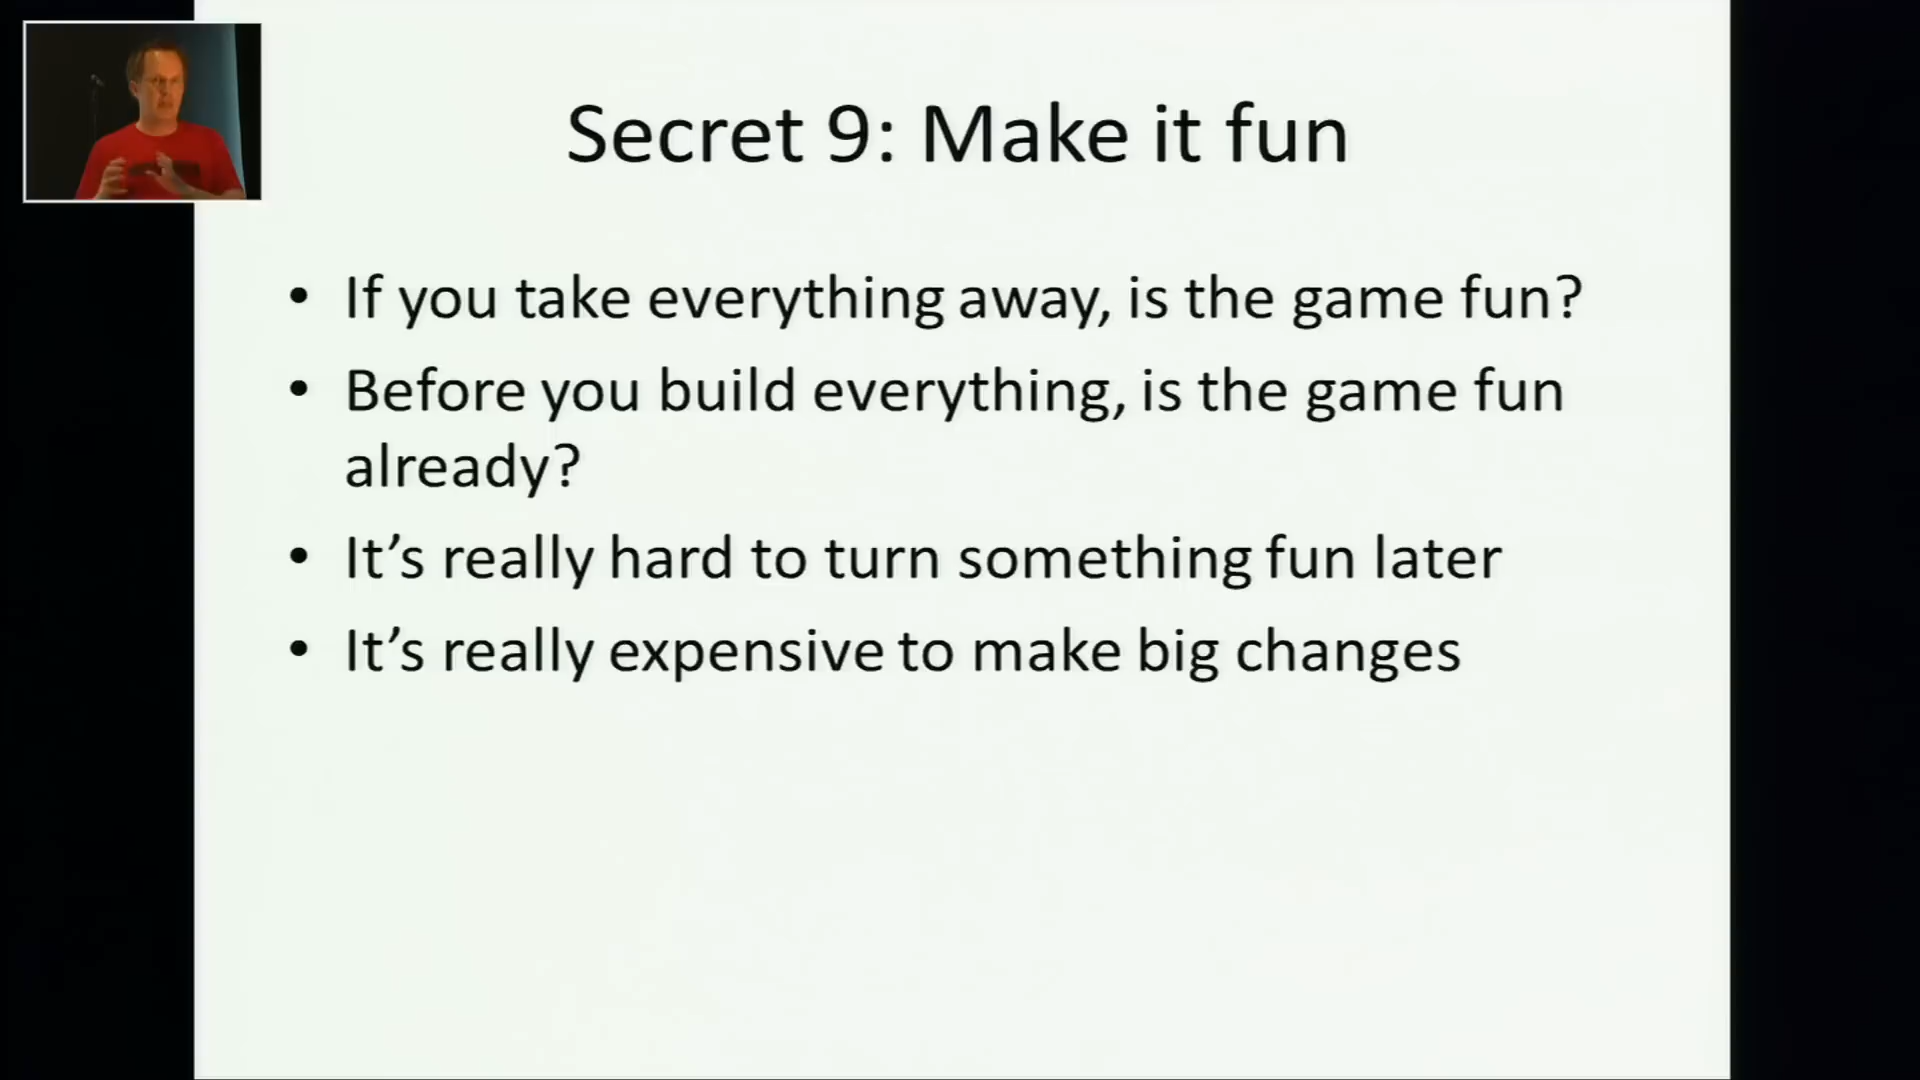 Secret 9: Make it fun
• If you take everything away, is the game fun?
• Before you build everything, is the game fun
already?
• It’s really hard to turn something fun later
• It’s really expensive to make big changes